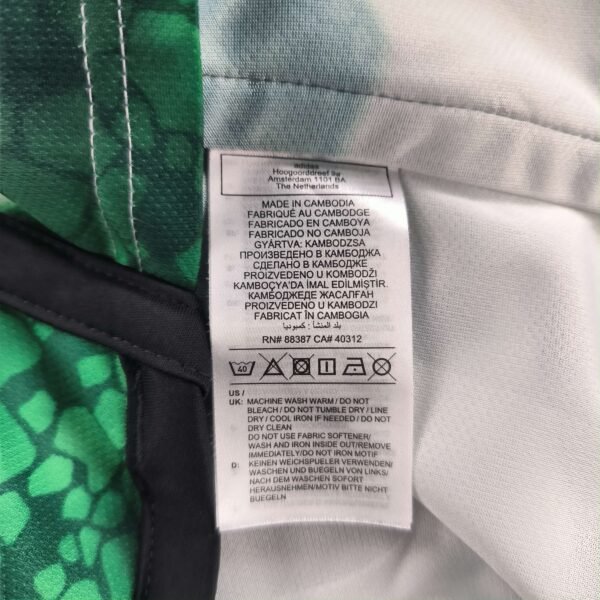 adidas
Hoogoorddreef 9a
Amsterdam 1101 BA
The Netherlands
MADE IN CAMBODIA
FABRIQUÉ AU CAMBODGE
FABRICADO EN CAMBOYA
FABRICADO NO CAMBOJA
GYÁRTVA: KAMBODZSA
ПРОИЗВЕДЕНО В КАМБОДЖА
СДЕЛАНО В КАМБОДЖЕ
PROIZVEDENO U KOMBODŽI
KAMBOÇYA'DA İMAL EDİLMİŞTİR.
КАМБОДЖЕДЕ ЖАСАЛҒАН
PROIZVEDENO U KAMBODZI
FABRICAT ÎN CAMBOGIA
بلد المنشأ : كمبوديا
RN# 88387 CA# 40312
40
US /
UK: MACHINE WASH WARM / DO NOT
BLEACH / DO NOT TUMBLE DRY / LINE
DRY / COOL IRON IF NEEDED / DO NOT
DRY CLEAN
DO NOT USE FABRIC SOFTENER/
WASH AND IRON INSIDE OUT/REMOVE
IMMEDIATELY/DO NOT IRON MOTIF
D: KEINEN WEICHSPUELER VERWENDEN/
WASCHEN UND BUEGELN VON LINKS/
NACH DEM WASCHEN SOFORT
HERAUSNEHMEN/MOTIV BITTE NICHT
BUEGELN